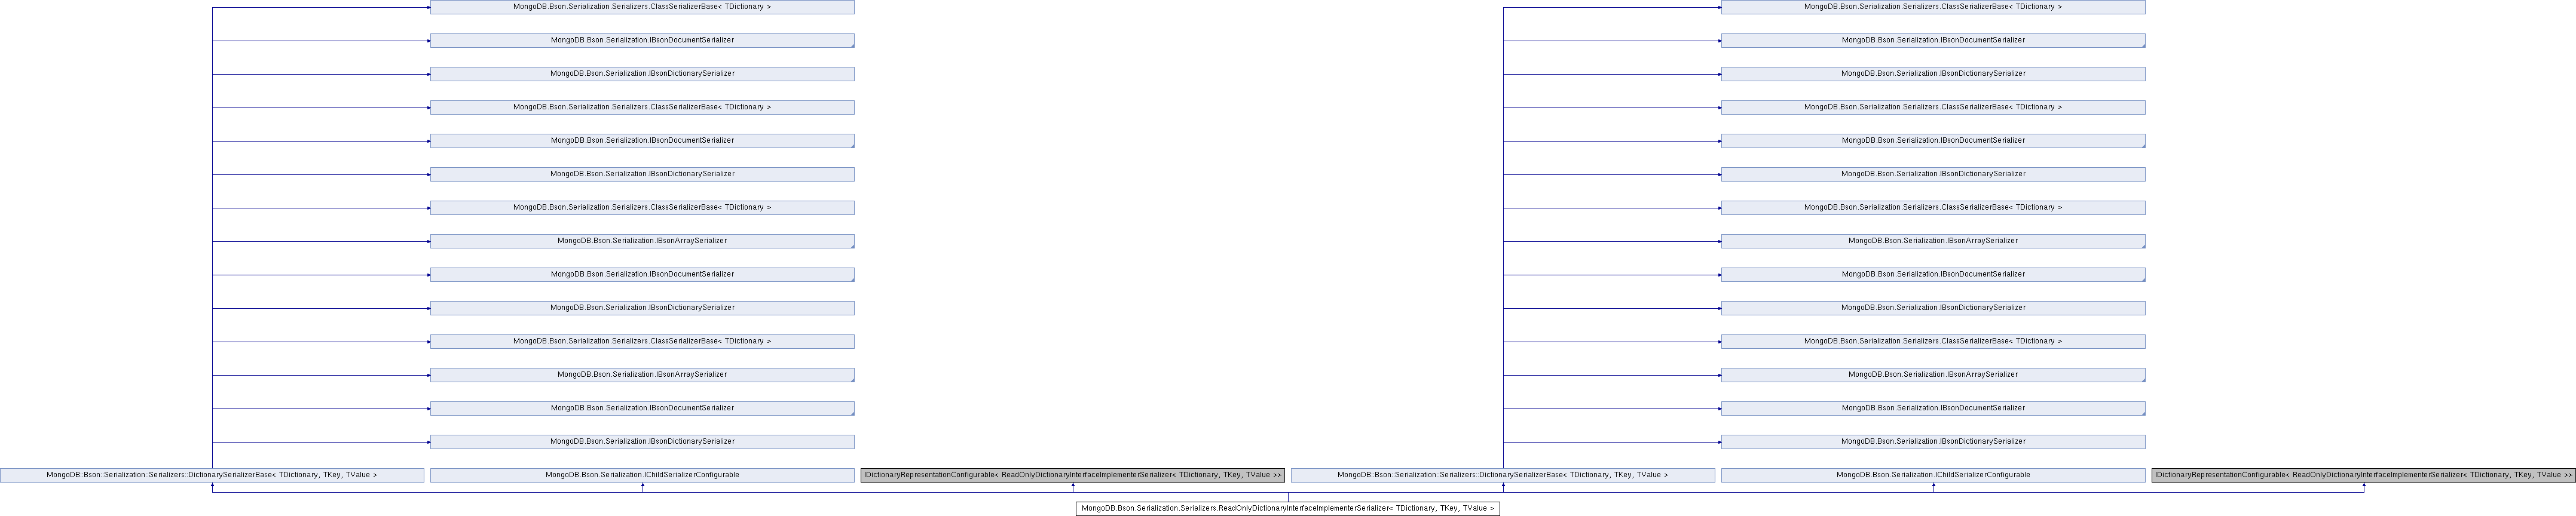 MongoDB.Bson.Serialization.Serializers.ClassSerializerBase< TDictionary >
MongoDB.Bson.Serialization.Serializers.ClassSerializerBase< TDictionary >
MongoDB.Bson.Serialization.IBsonDocumentSerializer
MongoDB.Bson.Serialization.IBsonDocumentSerializer
MongoDB.Bson.Serialization.IBsonDictionarySerializer
MongoDB.Bson.Serialization.IBsonDictionarySerializer
MongoDB.Bson.Serialization.Serializers.ClassSerializerBase< TDictionary >
MongoDB.Bson.Serialization.Serializers.ClassSerializerBase< TDictionary >
MongoDB.Bson.Serialization.IBsonDocumentSerializer
MongoDB.Bson.Serialization.IBsonDocumentSerializer
MongoDB.Bson.Serialization.IBsonDictionarySerializer
MongoDB.Bson.Serialization.IBsonDictionarySerializer
MongoDB.Bson.Serialization.Serializers.ClassSerializerBase< TDictionary >
MongoDB.Bson.Serialization.Serializers.ClassSerializerBase< TDictionary >
MongoDB.Bson.Serialization.IBsonArraySerializer
MongoDB.Bson.Serialization.IBsonArraySerializer
MongoDB.Bson.Serialization.IBsonDocumentSerializer
MongoDB.Bson.Serialization.IBsonDocumentSerializer
MongoDB.Bson.Serialization.IBsonDictionarySerializer
MongoDB.Bson.Serialization.IBsonDictionarySerializer
MongoDB.Bson.Serialization.Serializers.ClassSerializerBase< TDictionary >
MongoDB.Bson.Serialization.Serializers.ClassSerializerBase< TDictionary >
MongoDB.Bson.Serialization.IBsonArraySerializer
MongoDB.Bson.Serialization.IBsonArraySerializer
MongoDB.Bson.Serialization.IBsonDocumentSerializer
MongoDB.Bson.Serialization.IBsonDocumentSerializer
MongoDB.Bson.Serialization.IBsonDictionarySerializer
MongoDB.Bson.Serialization.IBsonDictionarySerializer
MongoDB::Bson::Serialization::Serializers::DictionarySerializerBase< TDictionary, TKey, TValue >
MongoDB.Bson.Serialization.IChildSerializerConfigurable
IDictionaryRepresentationConfigurable< ReadOnlyDictionaryInterfaceImplementerSerializer< TDictionary, TKey, TValue >>
MongoDB::Bson::Serialization::Serializers::DictionarySerializerBase< TDictionary, TKey, TValue >
MongoDB.Bson.Serialization.IChildSerializerConfigurable
IDictionaryRepresentationConfigurable< ReadOnlyDictionaryInterfaceImplementerSerializer< TDictionary, TKey, TValue >>
MongoDB.Bson.Serialization.Serializers.ReadOnlyDictionaryInterfaceImplementerSerializer< TDictionary, TKey, TValue >